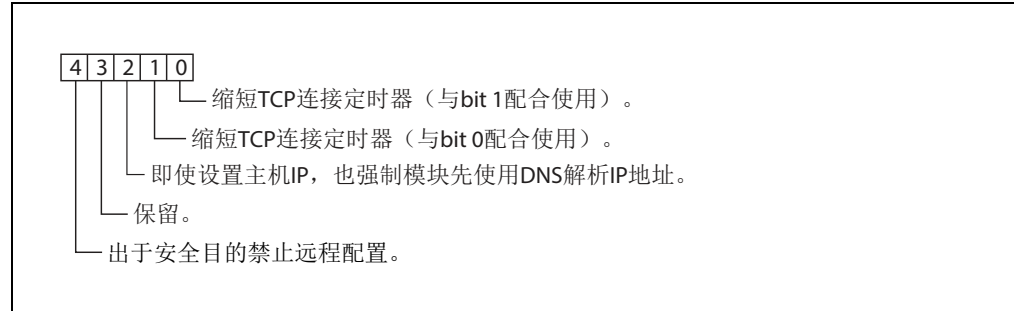 4 3 2 1 0
缩短TCP连接定时器（与bit 1配合使用）。
缩短TCP连接定时器（与bit 0配合使用）。
即使设置主机IP，也强制模块先使用DNS解析IP地址。
保留。
出于安全目的禁止远程配置。